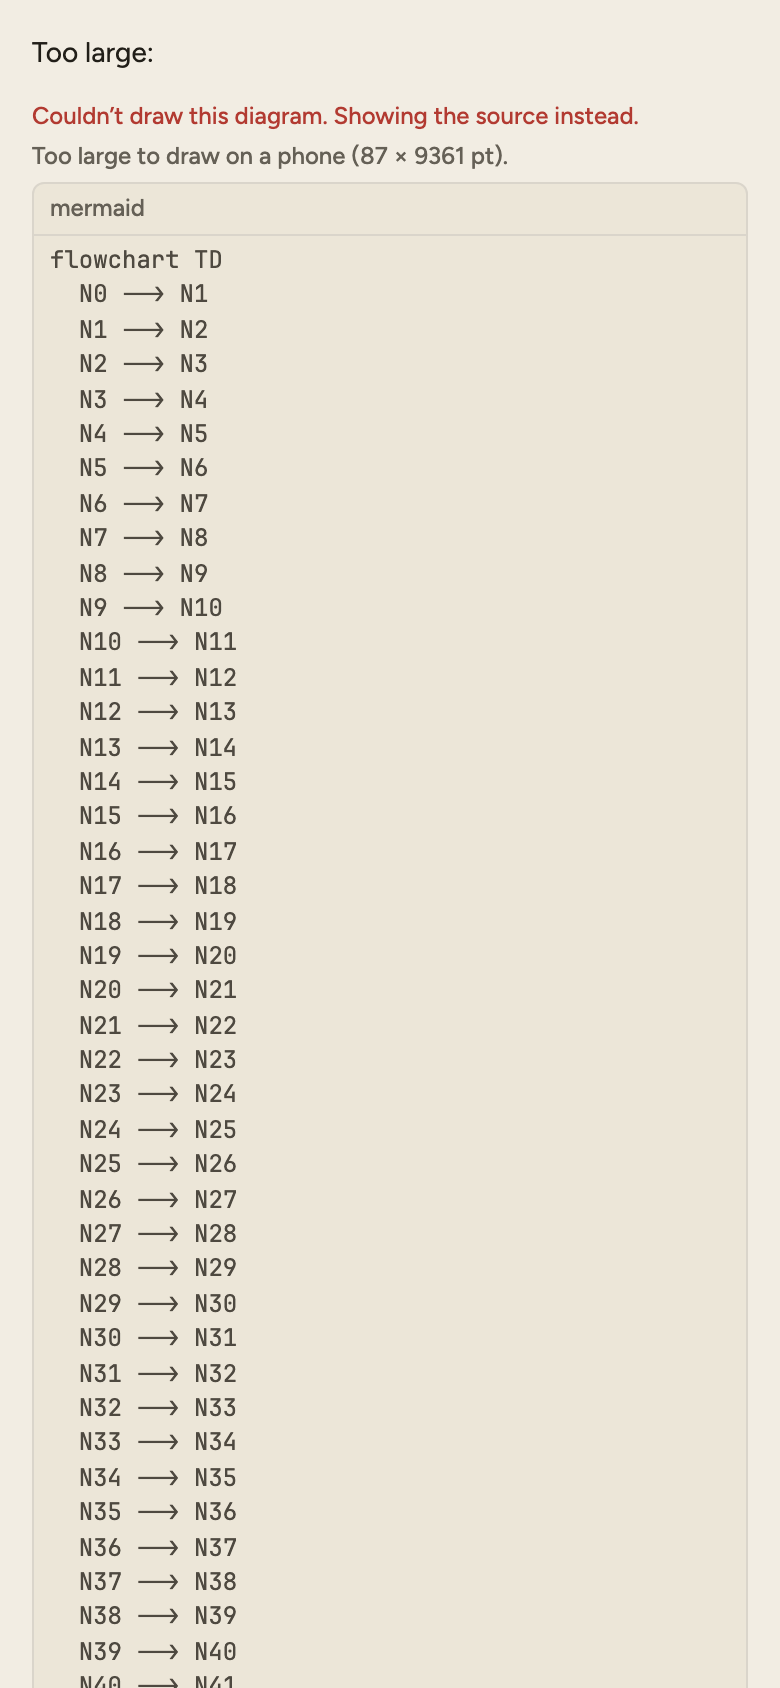 Too large:
Couldn’t draw this diagram. Showing the source instead.
Too large to draw on a phone (87 × 9361 pt).
mermaid
flowchart TD
N0 --> N1
N1 --> N2
N2 --> N3
N3 --> N4
N4 --> N5
N5 --> N6
N6 --> N7
N7 --> N8
N8 --> N9
N9 --> N10
N10 --> N11
N11 --> N12
N12 --> N13
N13 --> N14
N14 --> N15
N15 --> N16
N16 --> N17
N17 --> N18
N18 --> N19
N19 --> N20
N20 --> N21
N21 --> N22
N22 --> N23
N23 --> N24
N24 --> N25
N25 --> N26
N26 --> N27
N27 --> N28
N28 --> N29
N29 --> N30
N30 --> N31
N31 --> N32
N32 --> N33
N33 --> N34
N34 --> N35
N35 --> N36
N36 --> N37
N37 --> N38
N38 --> N39
N39 --> N40
N40 --> N41